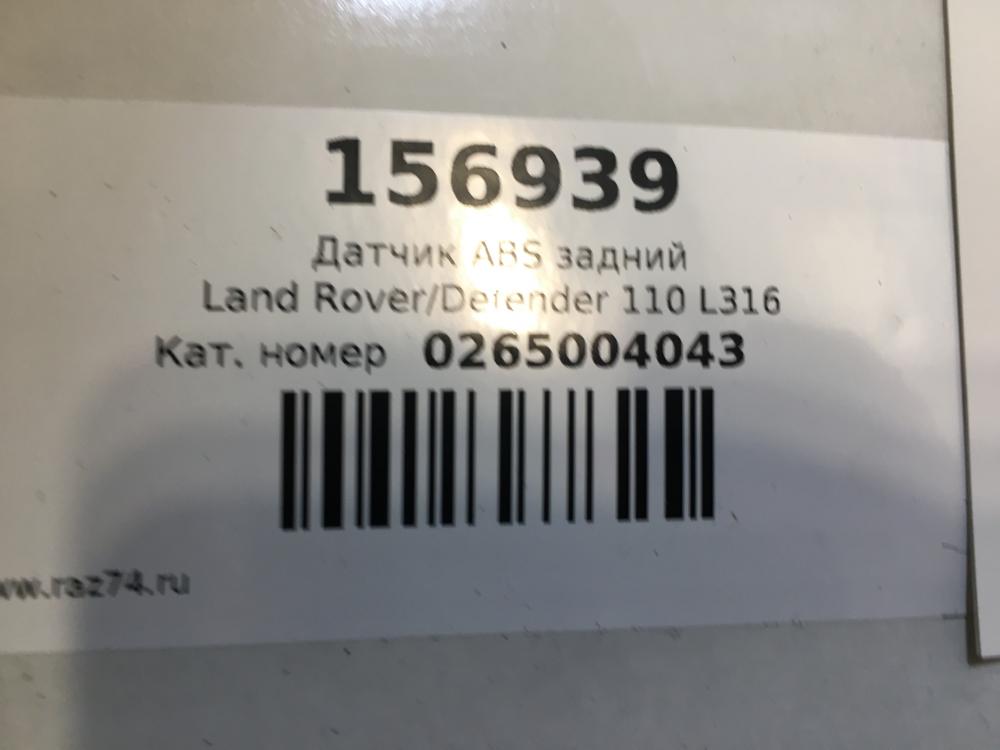 156939
Датчик ABS задний
Land Rover/Defender 110 L316
Кат. номер 0265004043
www.raz74.ru